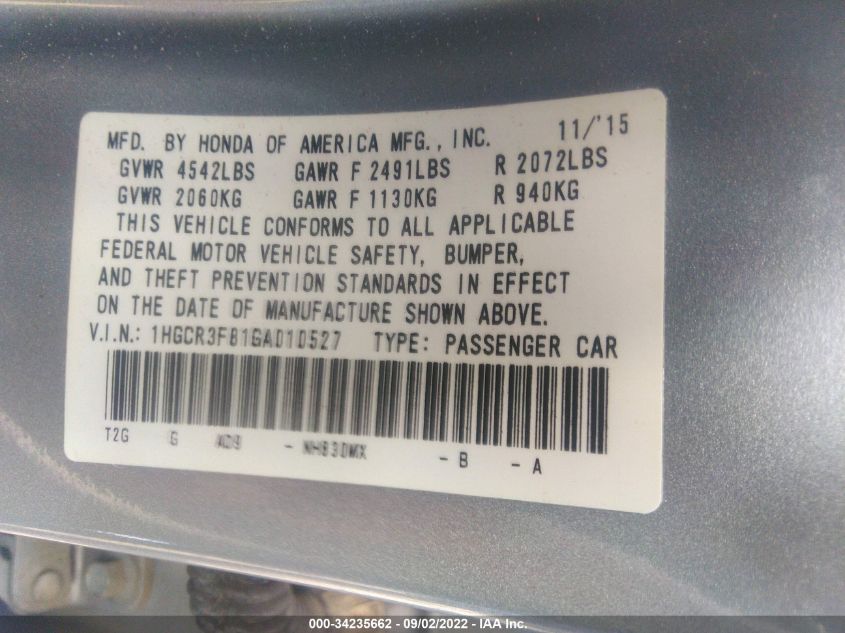 MFD. BY HONDA OF AMERICA MFG., INC. 11/'15
GVWR 4542LBS GAWR F 2491LBS R 2072LBS
GVWR 2060KG GAWR F 1130KG R 940KG
THIS VEHICLE CONFORMS TO ALL APPLICABLE
FEDERAL MOTOR VEHICLE SAFETY, BUMPER,
AND THEFT PREVENTION STANDARDS IN EFFECT
ON THE DATE OF MANUFACTURE SHOWN ABOVE.
V.I.N.: 1HGCR3F81GA010527 TYPE: PASSENGER CAR
T2G G AD9 - NH830MX - B - A
000-34235662 - 09/02/2022 - IAA Inc.